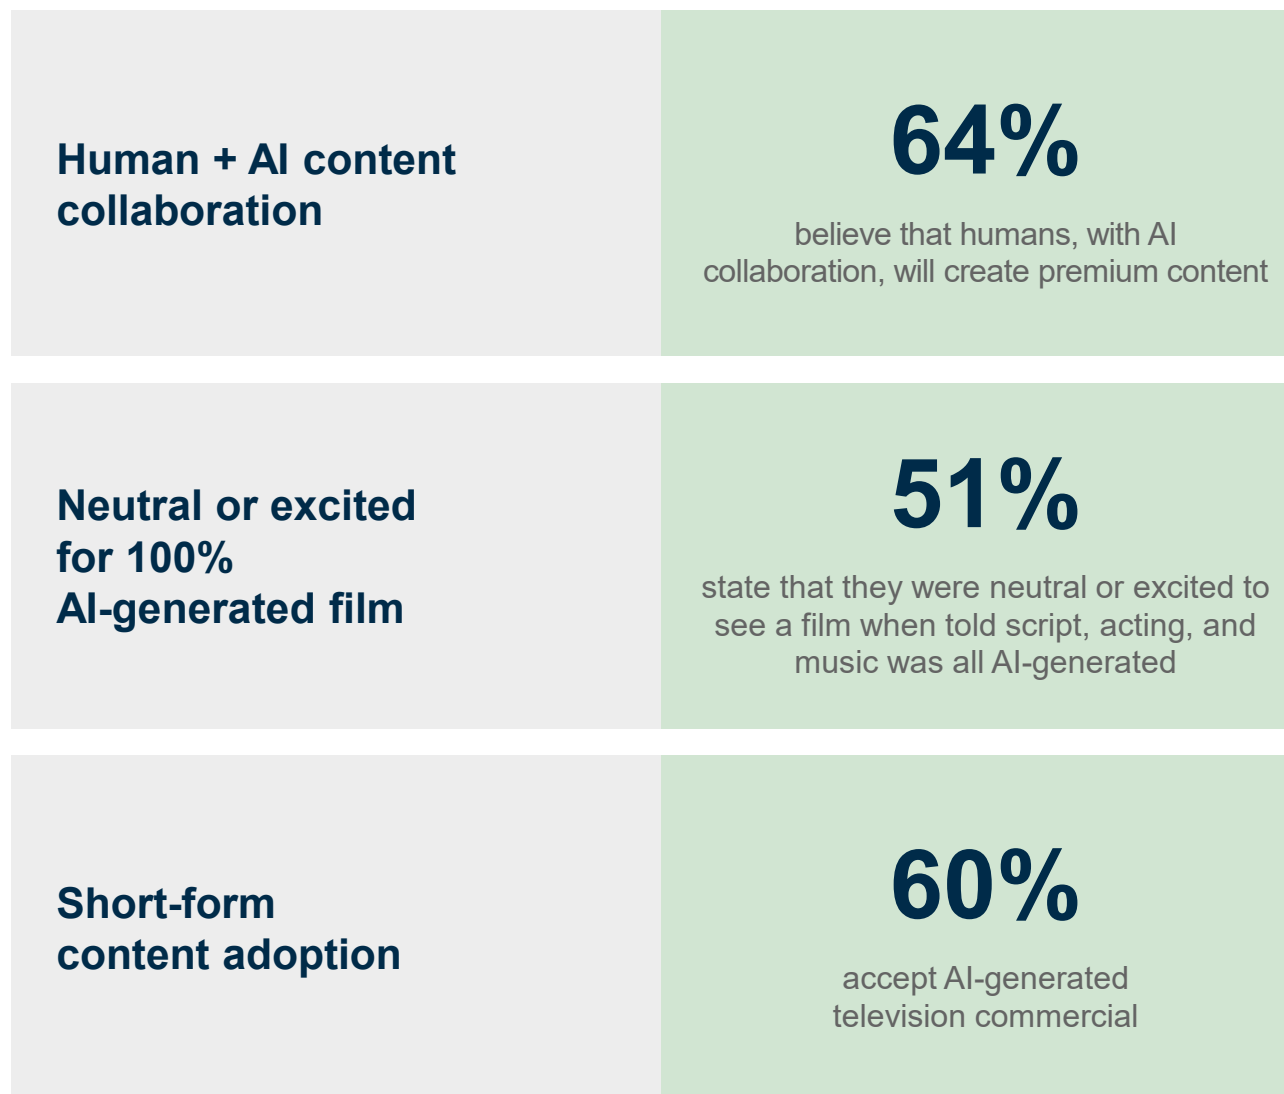 Human + AI content
collaboration
64%
believe that humans, with AI
collaboration, will create premium content
Neutral or excited
for 100%
AI-generated film
51%
state that they were neutral or excited to
see a film when told script, acting, and
music was all AI-generated
Short-form
content adoption
60%
accept AI-generated
television commercial